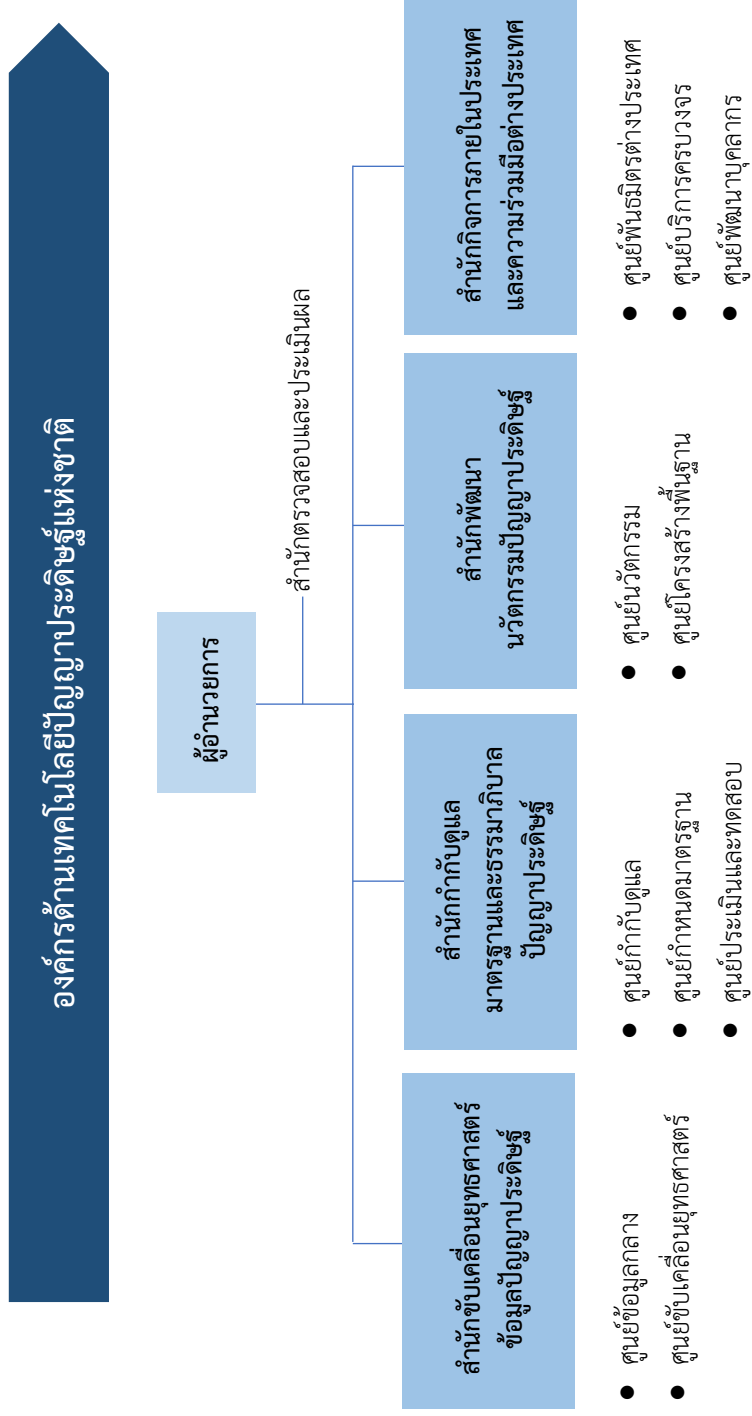 องค์กรด้านเทคโนโลยีปัญญาประดิษฐ์แห่งชาติ
ผู้อำนวยการ
สำนักตรวจสอบและประเมินผล
สำนักขับเคลื่อนยุทธศาสตร์
ข้อมูลปัญญาประดิษฐ์
● ศูนย์ข้อมูลกลาง
● ศูนย์ขับเคลื่อนยุทธศาสตร์
สำนักกำกับดูแล
มาตรฐานและธรรมาภิบาล
ปัญญาประดิษฐ์
● ศูนย์กำกับดูแล
● ศูนย์กำหนดมาตรฐาน
● ศูนย์ประเมินและทดสอบ
สำนักพัฒนา
นวัตกรรมปัญญาประดิษฐ์
● ศูนย์นวัตกรรม
● ศูนย์โครงสร้างพื้นฐาน
สำนักกิจการภายในประเทศ
และความร่วมมือต่างประเทศ
● ศูนย์พันธมิตรต่างประเทศ
● ศูนย์บริการครบวงจร
● ศูนย์พัฒนาบุคลากร